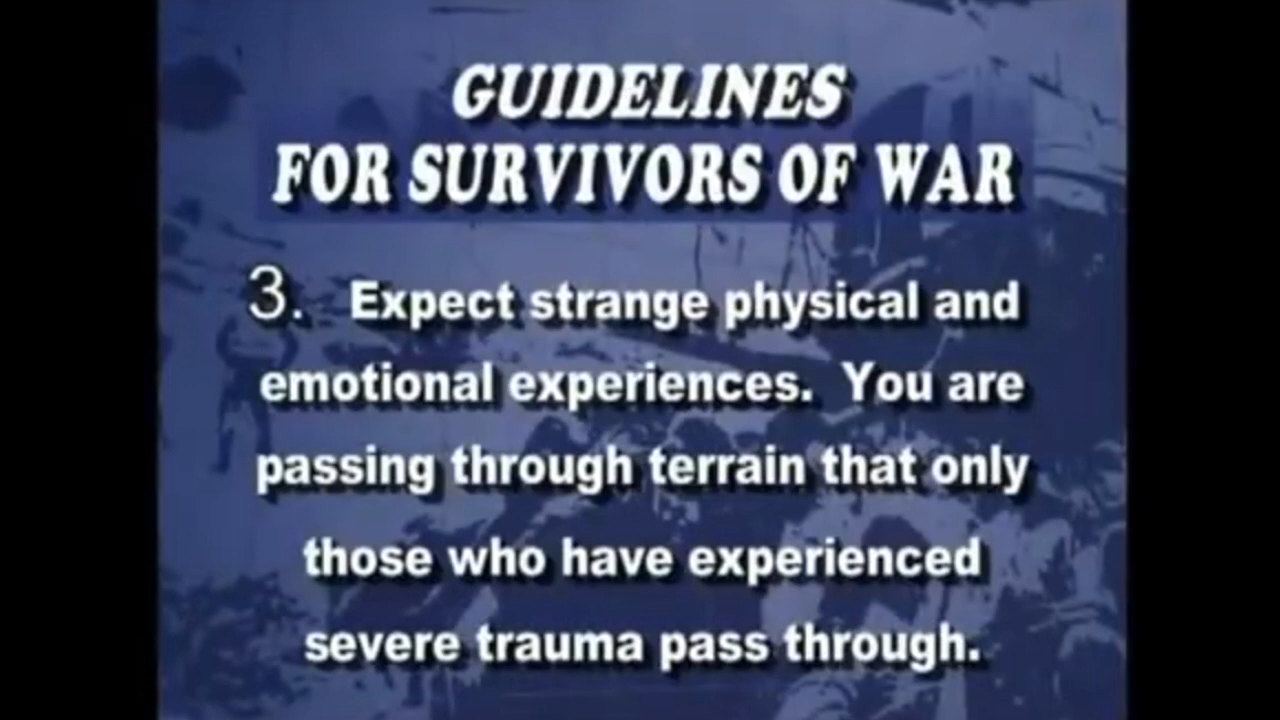 GUIDELINES
FOR SURVIVORS OF WAR
3. Expect strange physical and
emotional experiences. You are
passing through terrain that only
those who have experienced
severe trauma pass through.